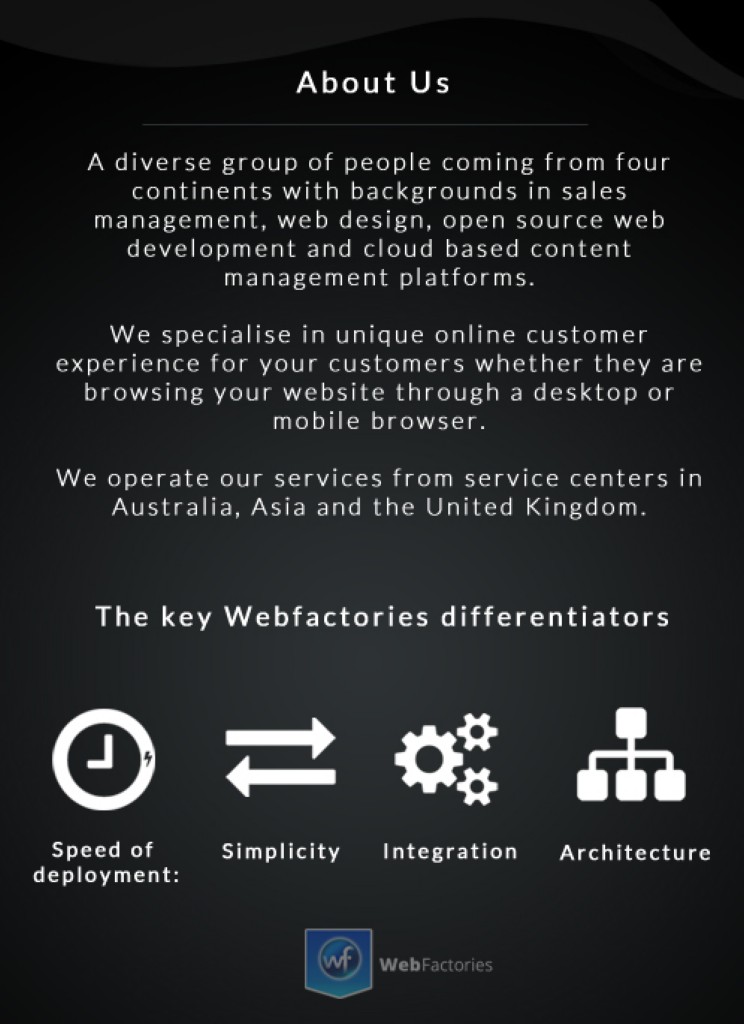 About Us
A diverse group of people coming from four
continents with backgrounds in sales
management, web design, open source web
development and cloud based content
management platforms.
We specialise in unique online customer
experience for your customers whether they are
browsing your website through a desktop or
mobile browser.
We operate our services from service centers in
Australia, Asia and the United Kingdom.
The key Webfactories differentiators
Speed of
deployment:
Simplicity
Integration
Architecture
wf
WebFactories